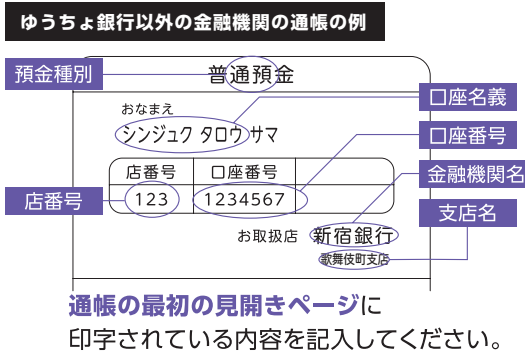 ゆうちょ銀行以外の金融機関の通帳の例
預金種別
普通預金
おなまえ
口座名義
シンジュク タロウ サマ
口座番号
店番号 口座番号
金融機関名
店番号
123 1234567
支店名
お取扱店 新宿銀行
歌舞伎町支店
通帳の最初の見開きページに
印字されている内容を記入してください。